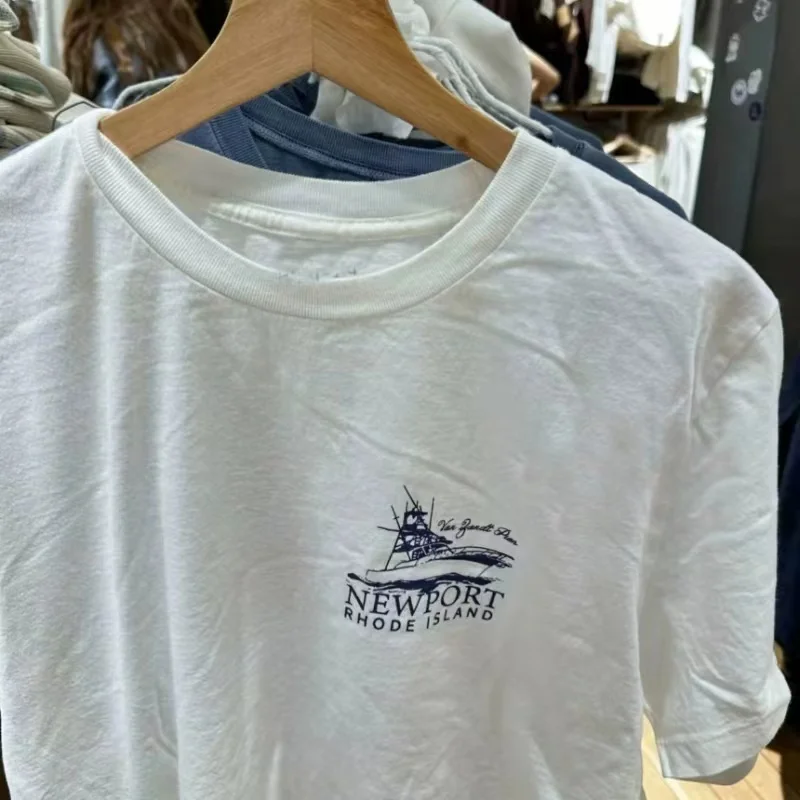 Van Zandt Pier
NEWPORT
RHODE ISLAND